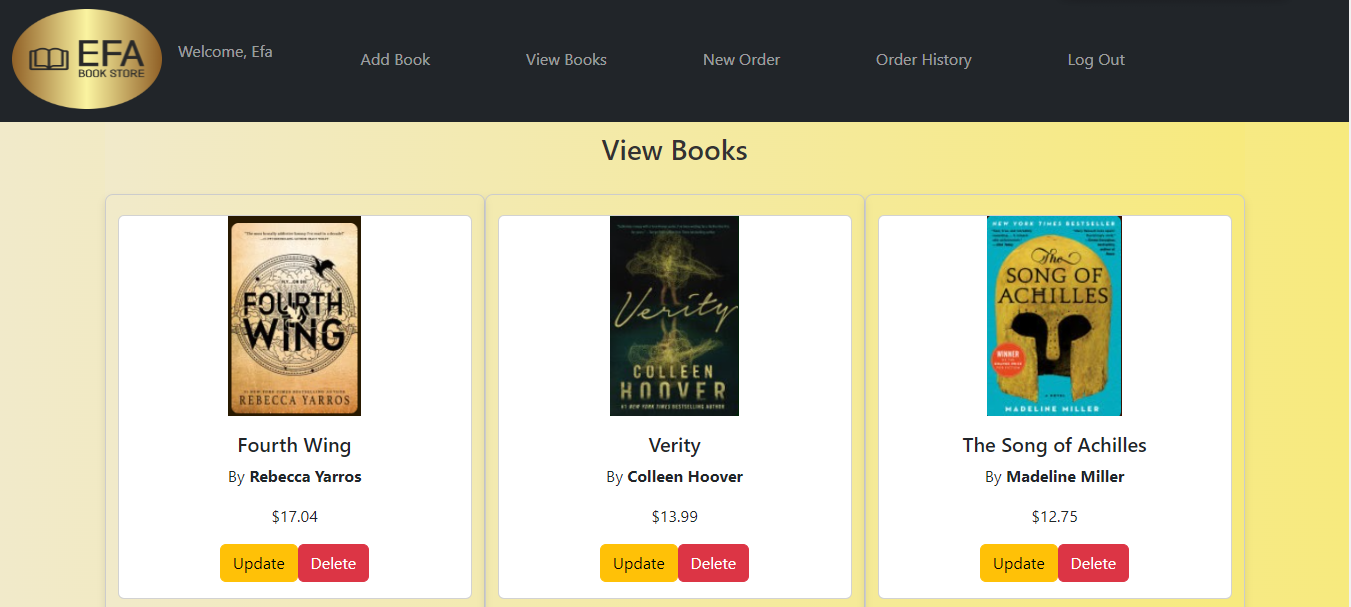 EFA
BOOK STORE
Welcome, Efa
Add Book
View Books
New Order
Order History
Log Out
View Books
FOURTH
WING
REBECCA YARROS
Verity
COLLEEN
HOOVER
#1 NEW YORK TIMES BESTSELLING AUTHOR
NEW YORK TIMES BESTSELLER
The
SONG OF
ACHILLES
WINNER
A NOVEL
MADELINE MILLER
Fourth Wing
By Rebecca Yarros
$17.04
Update
Delete
Verity
By Colleen Hoover
$13.99
Update
Delete
The Song of Achilles
By Madeline Miller
$12.75
Update
Delete